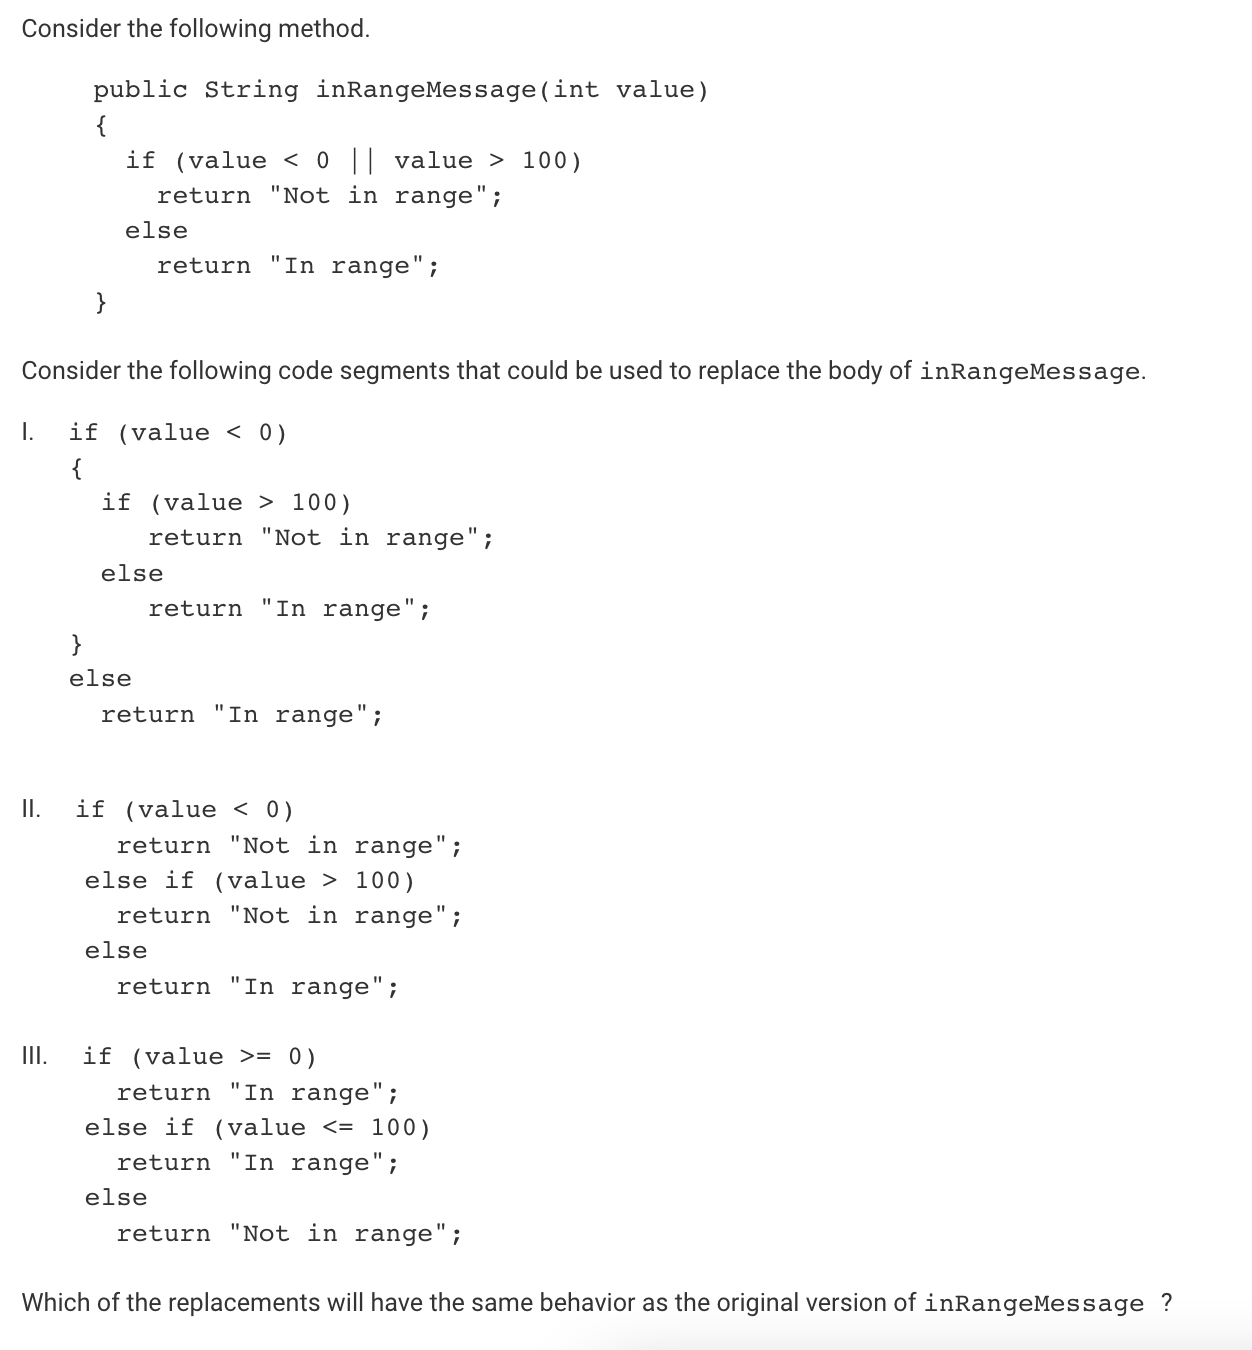 Consider the following method.
public String inRangeMessage(int value)
{
if (value < 0 || value > 100)
return "Not in range";
else
return "In range";
}
Consider the following code segments that could be used to replace the body of inRangeMessage.
I. if (value < 0)
{
if (value > 100)
return "Not in range";
else
return "In range";
}
else
return "In range";
II. if (value < 0)
return "Not in range";
else if (value > 100)
return "Not in range";
else
return "In range";
III. if (value >= 0)
return "In range";
else if (value <= 100)
return "In range";
else
return "Not in range";
Which of the replacements will have the same behavior as the original version of inRangeMessage ?